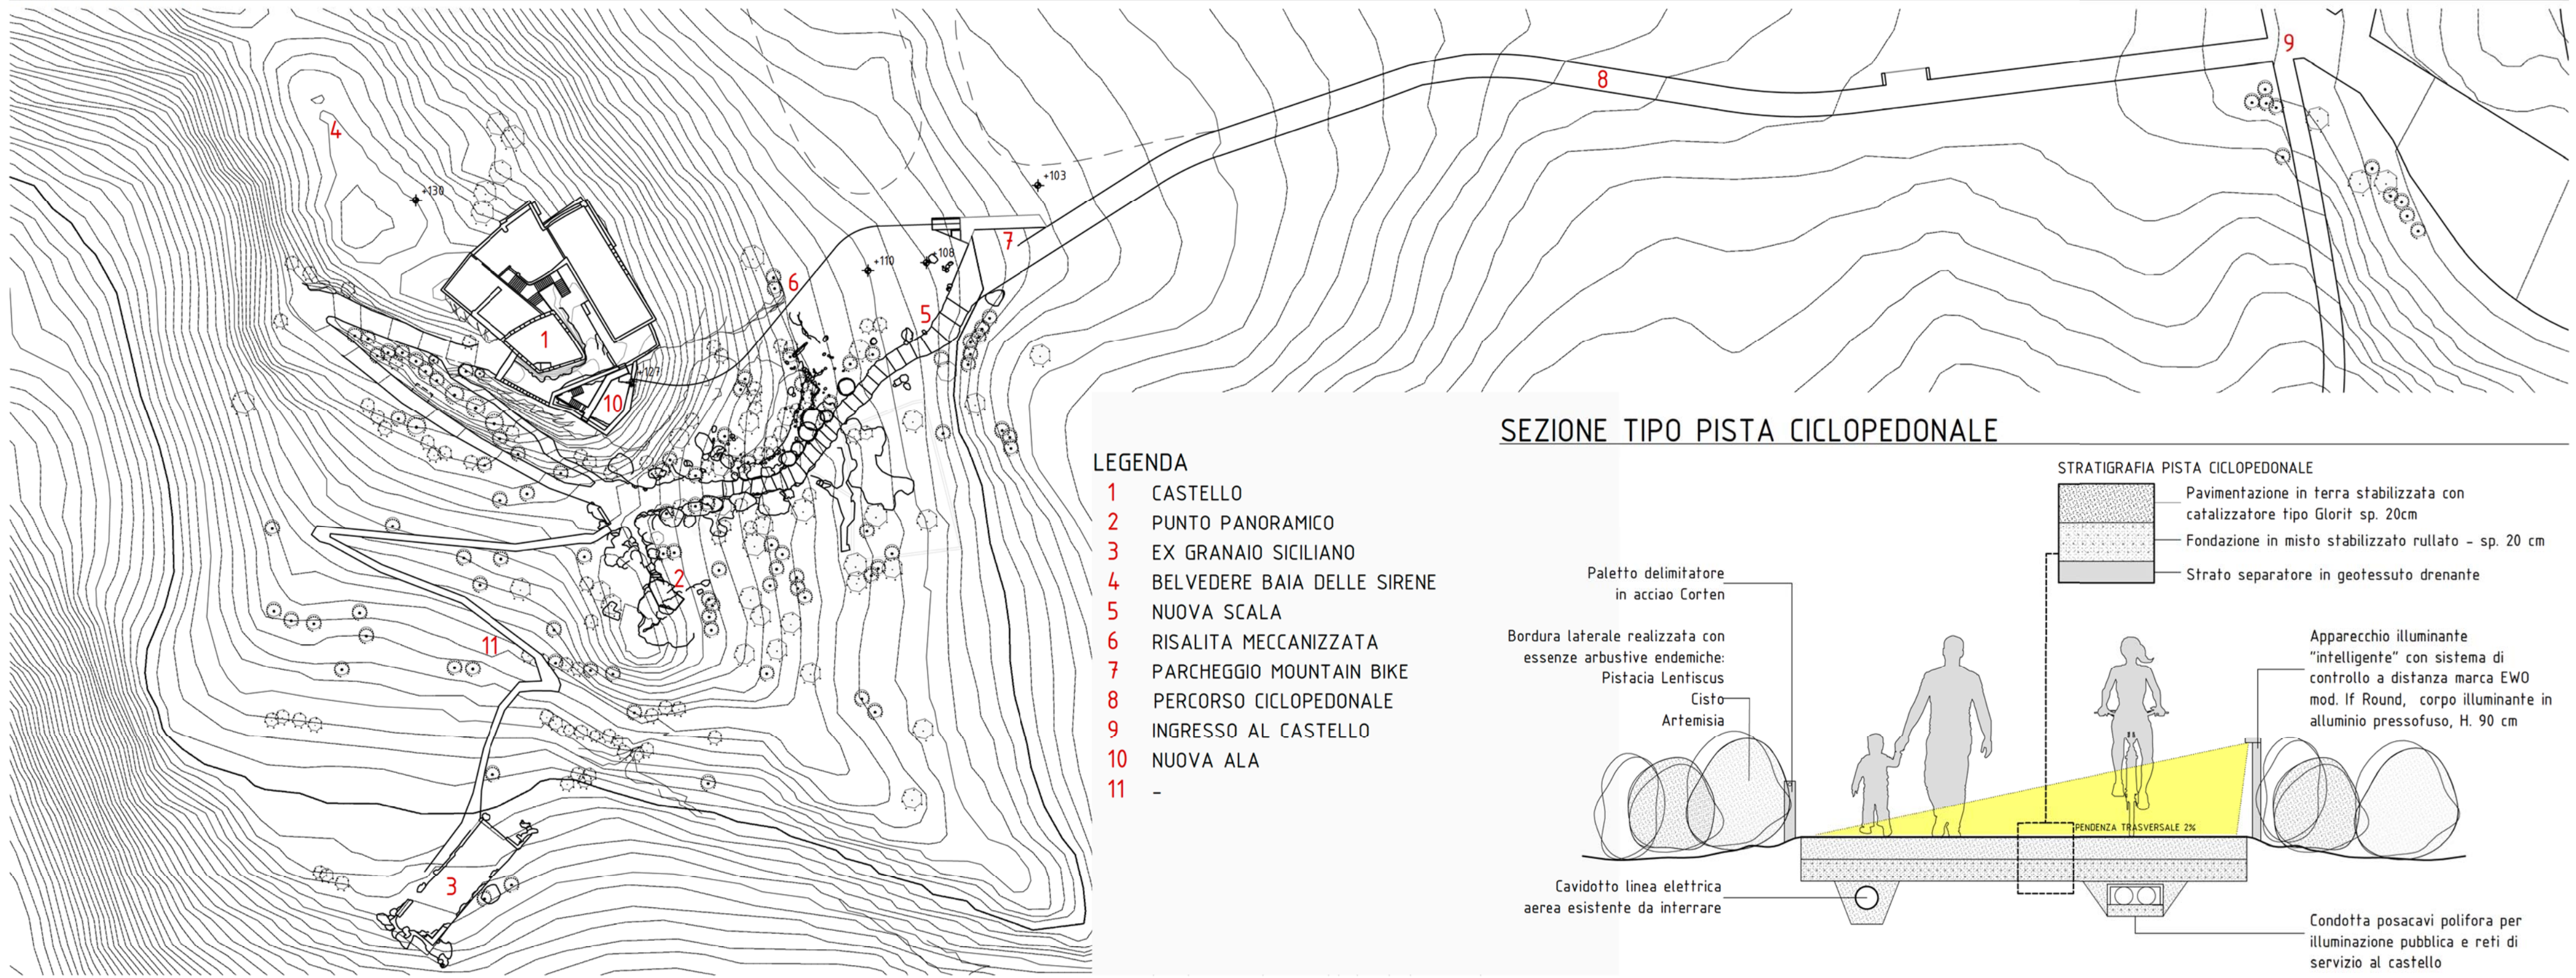 9
8
4
+130
+103
7
+108
+110
6
5
1
+127
10
2
11
3
LEGENDA
1 CASTELLO
2 PUNTO PANORAMICO
3 EX GRANAIO SICILIANO
4 BELVEDERE BAIA DELLE SIRENE
5 NUOVA SCALA
6 RISALITA MECCANIZZATA
7 PARCHEGGIO MOUNTAIN BIKE
8 PERCORSO CICLOPEDONALE
9 INGRESSO AL CASTELLO
10 NUOVA ALA
11 -
SEZIONE TIPO PISTA CICLOPEDONALE
STRATIGRAFIA PISTA CICLOPEDONALE
Pavimentazione in terra stabilizzata con
catalizzatore tipo Glorit sp. 20cm
Fondazione in misto stabilizzato rullato - sp. 20 cm
Strato separatore in geotessuto drenante
Paletto delimitatore
in acciao Corten
Bordura laterale realizzata con
essenze arbustive endemiche:
Pistacia Lentiscus
Cisto
Artemisia
Apparecchio illuminante
"intelligente" con sistema di
controllo a distanza marca EWO
mod. If Round, corpo illuminante in
alluminio pressofuso, H. 90 cm
PENDENZA TRASVERSALE 2%
Cavidotto linea elettrica
aerea esistente da interrare
Condotta posacavi polifora per
illuminazione pubblica e reti di
servizio al castello